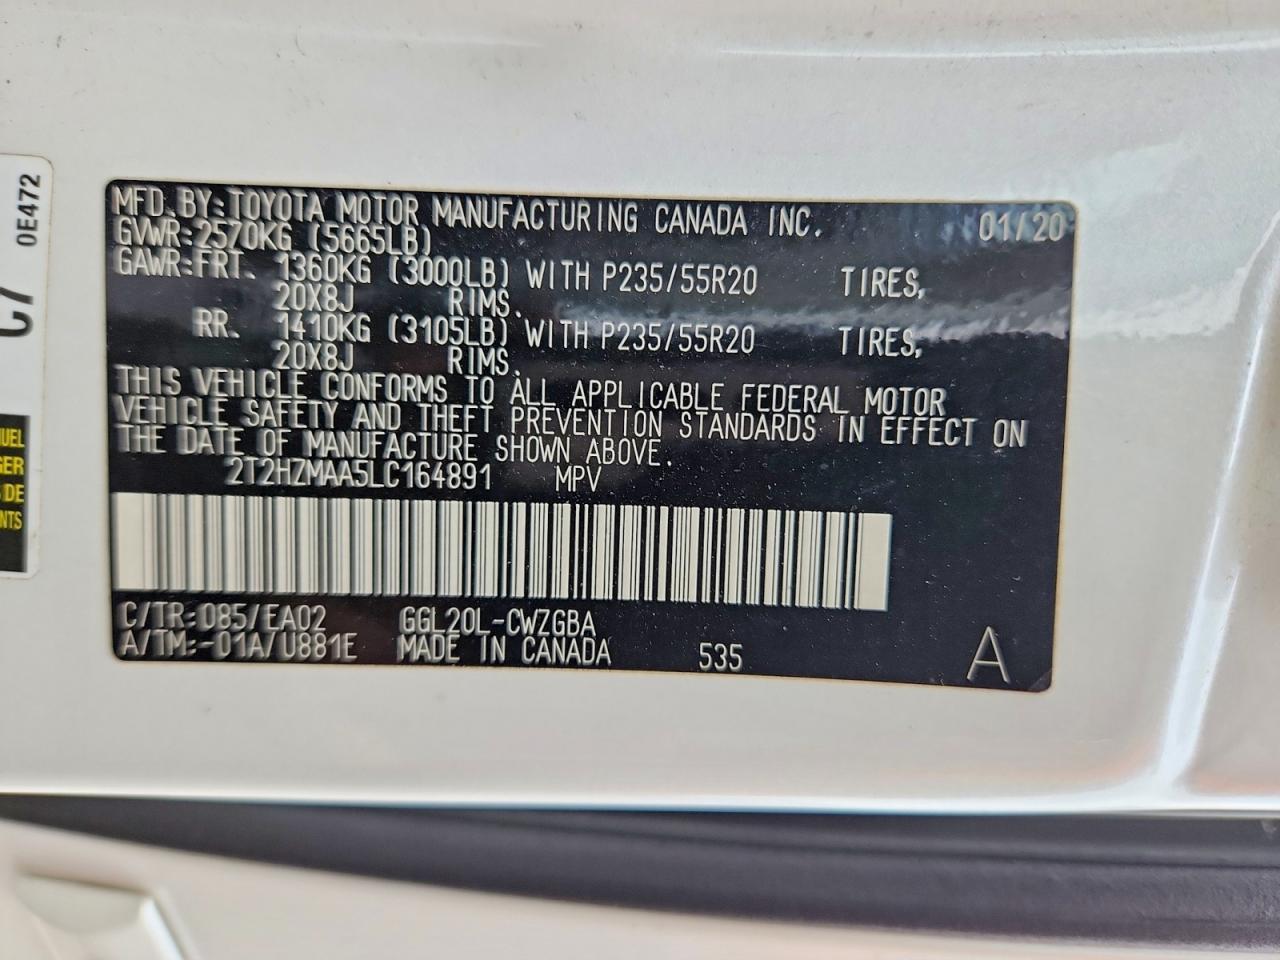 MFD. BY: TOYOTA MOTOR MANUFACTURING CANADA INC. 01/20
GVWR: 2570KG (5665LB)
GAWR: FRT. 1360KG (3000LB) WITH P235/55R20 TIRES,
20X8J RIMS.
RR. 1410KG (3105LB) WITH P235/55R20 TIRES,
20X8J RIMS.
THIS VEHICLE CONFORMS TO ALL APPLICABLE FEDERAL MOTOR
VEHICLE SAFETY AND THEFT PREVENTION STANDARDS IN EFFECT ON
THE DATE OF MANUFACTURE SHOWN ABOVE.
2T2HZMAA5LC164891 MPV
C/TR: 085/EA02 GGL20L-CWZGBA
A/TM: -01A/U881E MADE IN CANADA 535 A
0E472
C7
UEL
GER
DE
NTS